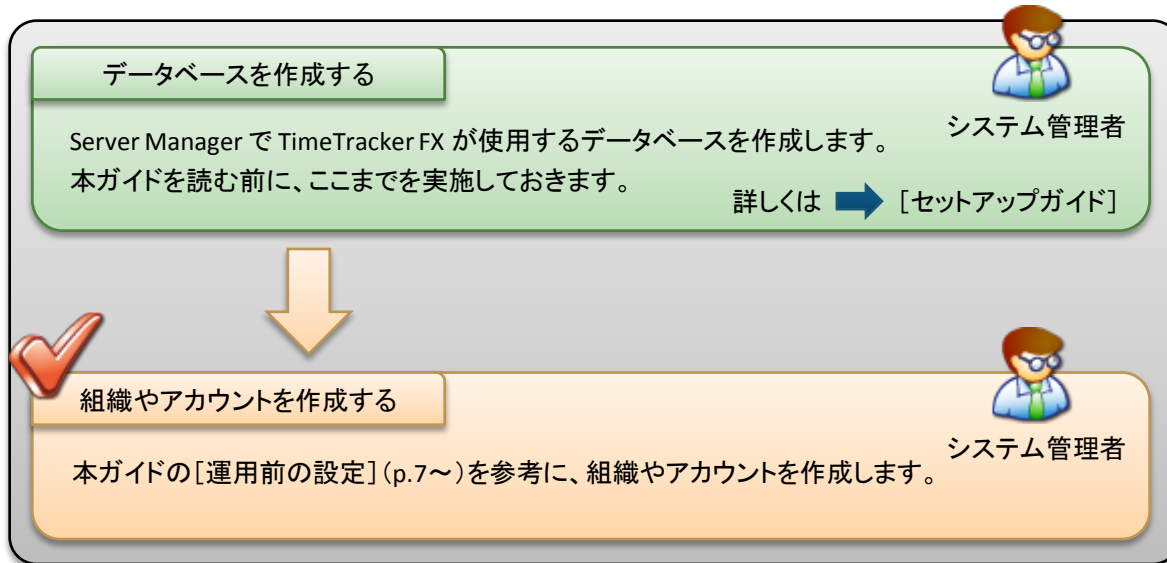 データベースを作成する
システム管理者
Server Manager で TimeTracker FX が使用するデータベースを作成します。
本ガイドを読む前に、ここまでを実施しておきます。
詳しくは [セットアップガイド]
組織やアカウントを作成する
システム管理者
本ガイドの[運用前の設定](p.7～)を参考に、組織やアカウントを作成します。